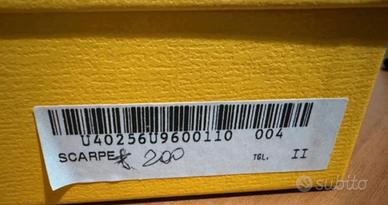 U40256U9600110 004
SCARPE £. 200 TGL. II
subito